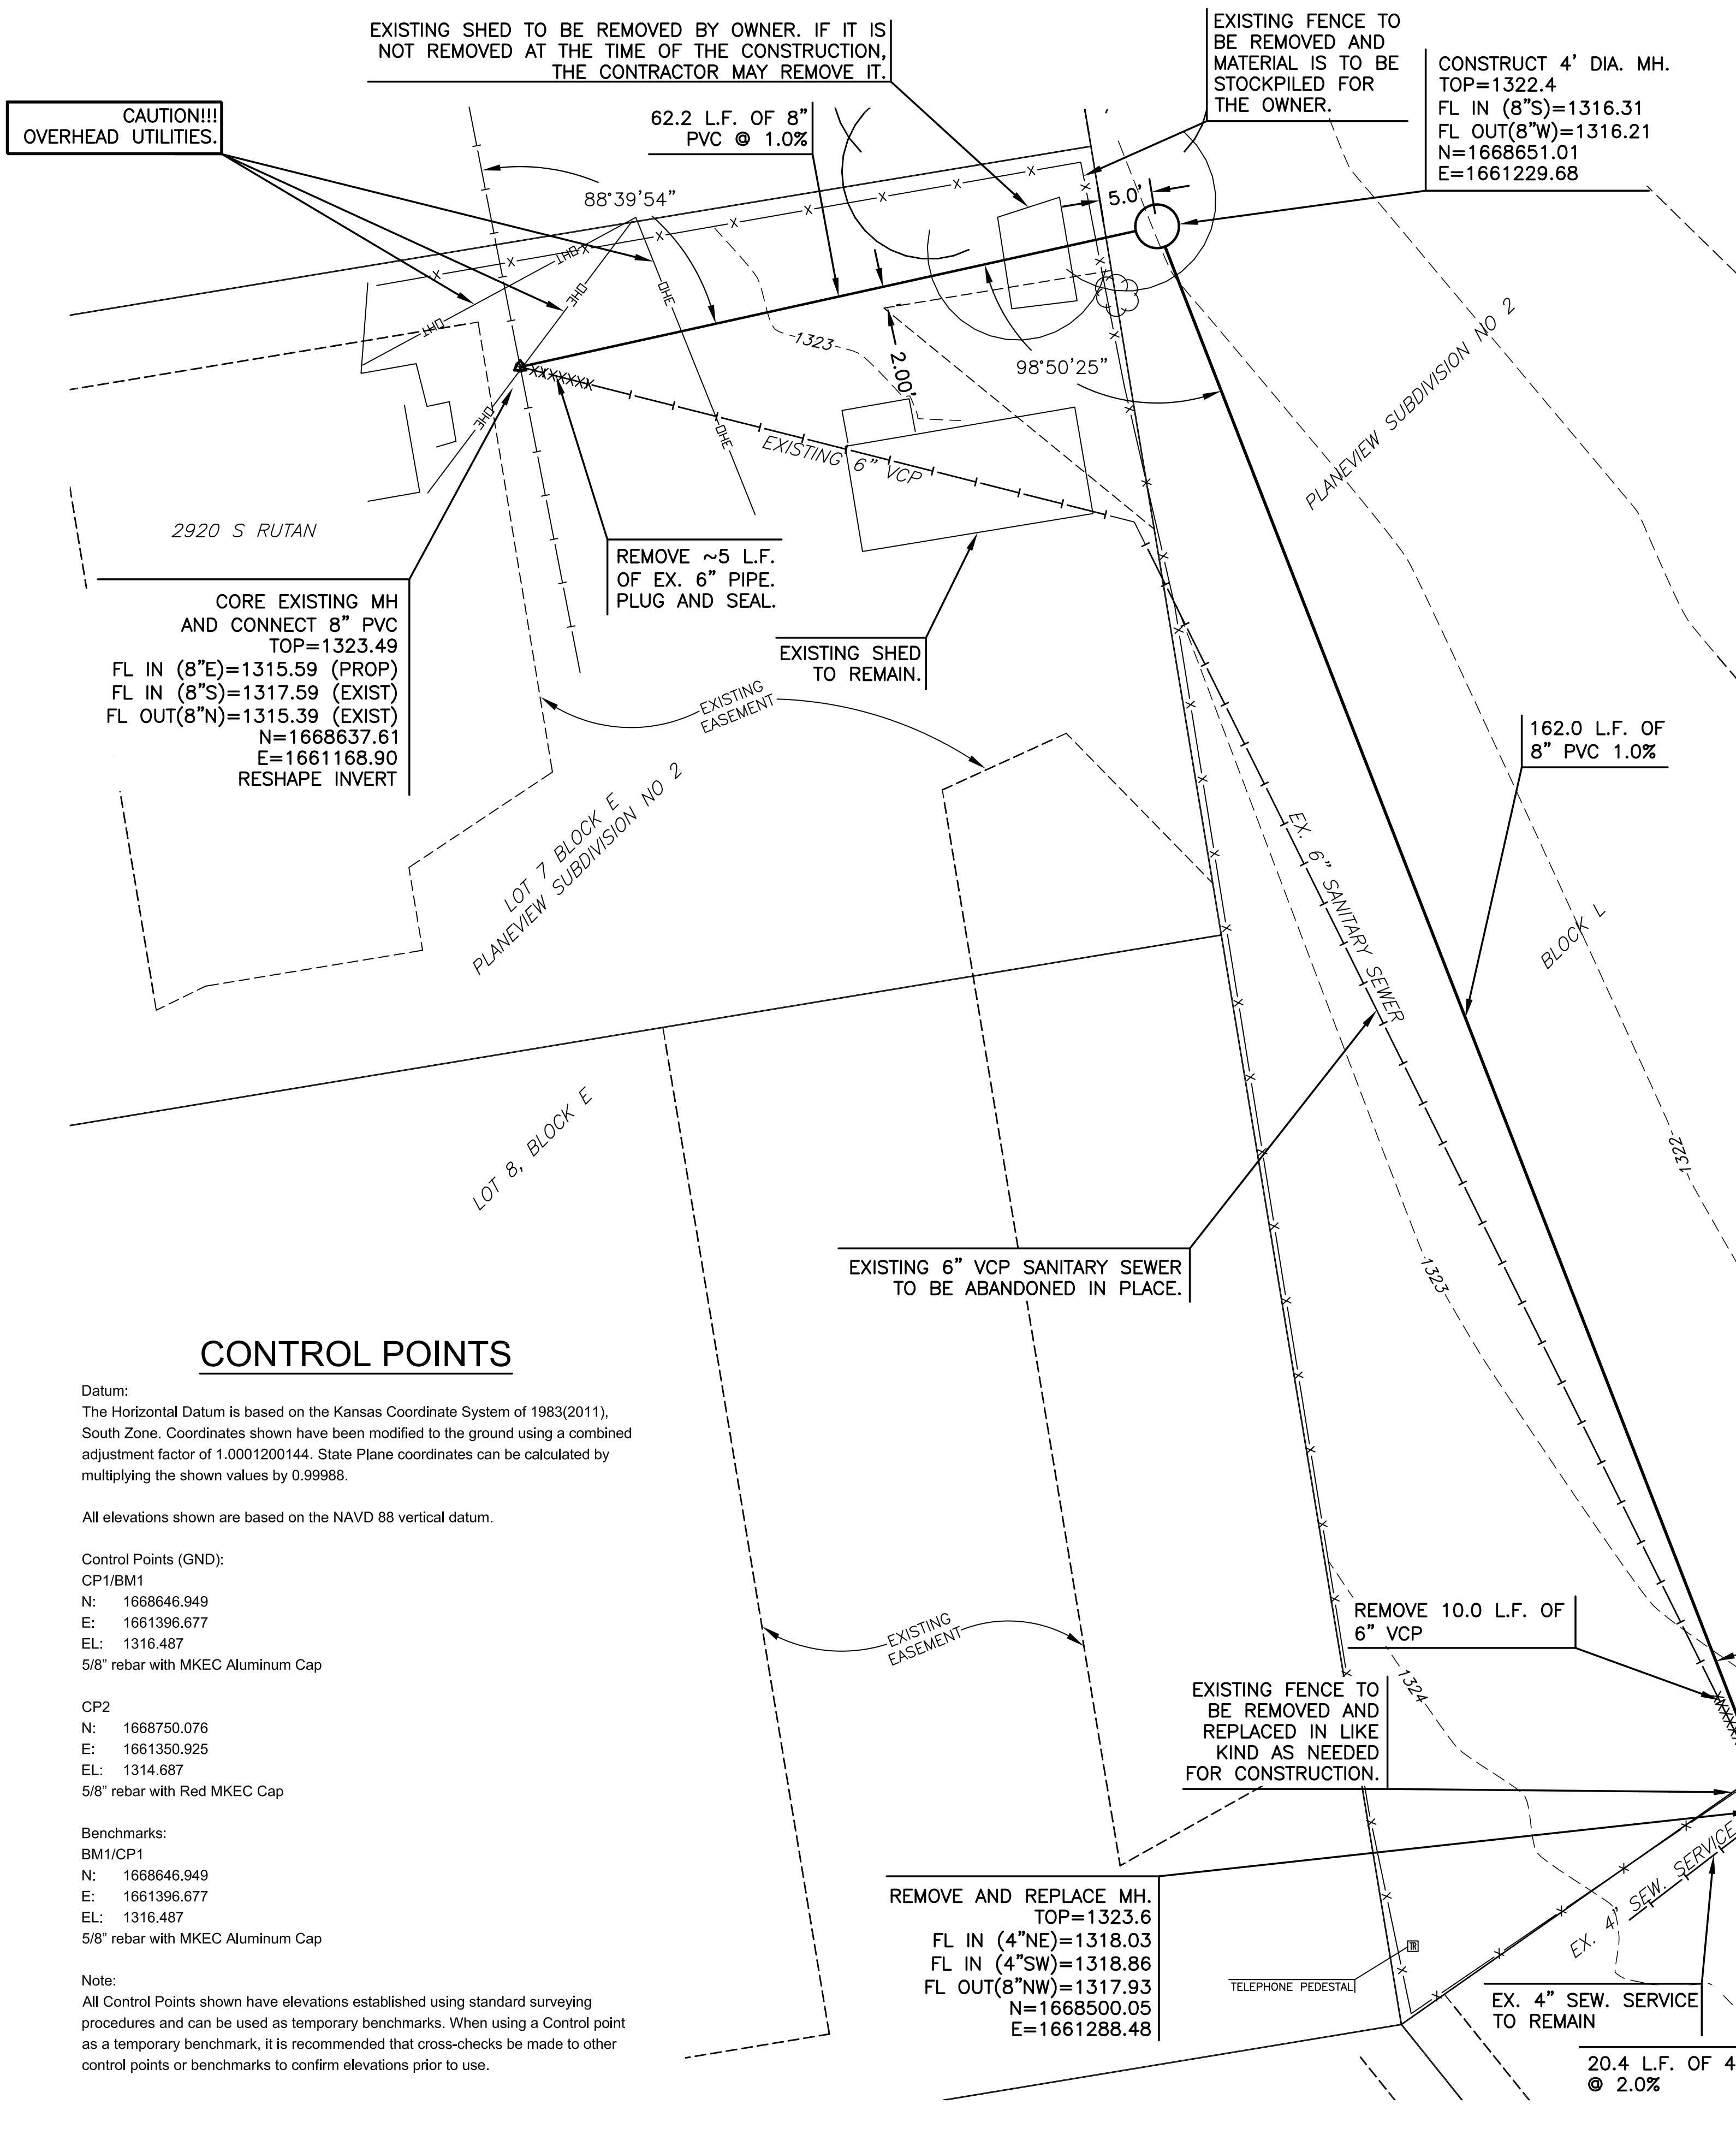 EXISTING SHED TO BE REMOVED BY OWNER. IF IT IS
NOT REMOVED AT THE TIME OF THE CONSTRUCTION,
THE CONTRACTOR MAY REMOVE IT.
EXISTING FENCE TO
BE REMOVED AND
MATERIAL IS TO BE
STOCKPILED FOR
THE OWNER.
CONSTRUCT 4' DIA. MH.
TOP=1322.4
FL IN (8"S)=1316.31
FL OUT(8"W)=1316.21
N=1668651.01
E=1661229.68
CAUTION!!!
OVERHEAD UTILITIES.
62.2 L.F. OF 8"
PVC @ 1.0%
88°39'54"
5.0'
OHT
OHE
OHE
OHT
1323
2.00'
98°50'25"
OHE
OHE
EXISTING 6" VCP
PLANEVIEW SUBDIVISION NO 2
2920 S RUTAN
REMOVE ~5 L.F.
OF EX. 6" PIPE.
PLUG AND SEAL.
CORE EXISTING MH
AND CONNECT 8" PVC
TOP=1323.49
FL IN (8"E)=1315.59 (PROP)
FL IN (8"S)=1317.59 (EXIST)
FL OUT(8"N)=1315.39 (EXIST)
N=1668637.61
E=1661168.90
RESHAPE INVERT
EXISTING SHED
TO REMAIN.
EXISTING
EASEMENT
162.0 L.F. OF
8" PVC 1.0%
LOT 7 BLOCK E
PLANEVIEW SUBDIVISION NO 2
EX. 6" SANITARY SEWER
BLOCK L
LOT 8, BLOCK E
1322
EXISTING 6" VCP SANITARY SEWER
TO BE ABANDONED IN PLACE.
1323
CONTROL POINTS
Datum:
The Horizontal Datum is based on the Kansas Coordinate System of 1983(2011),
South Zone. Coordinates shown have been modified to the ground using a combined
adjustment factor of 1.0001200144. State Plane coordinates can be calculated by
multiplying the shown values by 0.99988.
All elevations shown are based on the NAVD 88 vertical datum.
Control Points (GND):
CP1/BM1
N: 1668646.949
E: 1661396.677
EL: 1316.487
5/8" rebar with MKEC Aluminum Cap
CP2
N: 1668750.076
E: 1661350.925
EL: 1314.687
5/8" rebar with Red MKEC Cap
Benchmarks:
BM1/CP1
N: 1668646.949
E: 1661396.677
EL: 1316.487
5/8" rebar with MKEC Aluminum Cap
Note:
All Control Points shown have elevations established using standard surveying
procedures and can be used as temporary benchmarks. When using a Control point
as a temporary benchmark, it is recommended that cross-checks be made to other
control points or benchmarks to confirm elevations prior to use.
EXISTING
EASEMENT
REMOVE 10.0 L.F. OF
6" VCP
1324
EXISTING FENCE TO
BE REMOVED AND
REPLACED IN LIKE
KIND AS NEEDED
FOR CONSTRUCTION.
REMOVE AND REPLACE MH.
TOP=1323.6
FL IN (4"NE)=1318.03
FL IN (4"SW)=1318.86
FL OUT(8"NW)=1317.93
N=1668500.05
E=1661288.48
EX. 4" SEW. SERVICE
TR
TELEPHONE PEDESTAL
EX. 4" SEW. SERVICE
TO REMAIN
20.4 L.F. OF 4
@ 2.0%